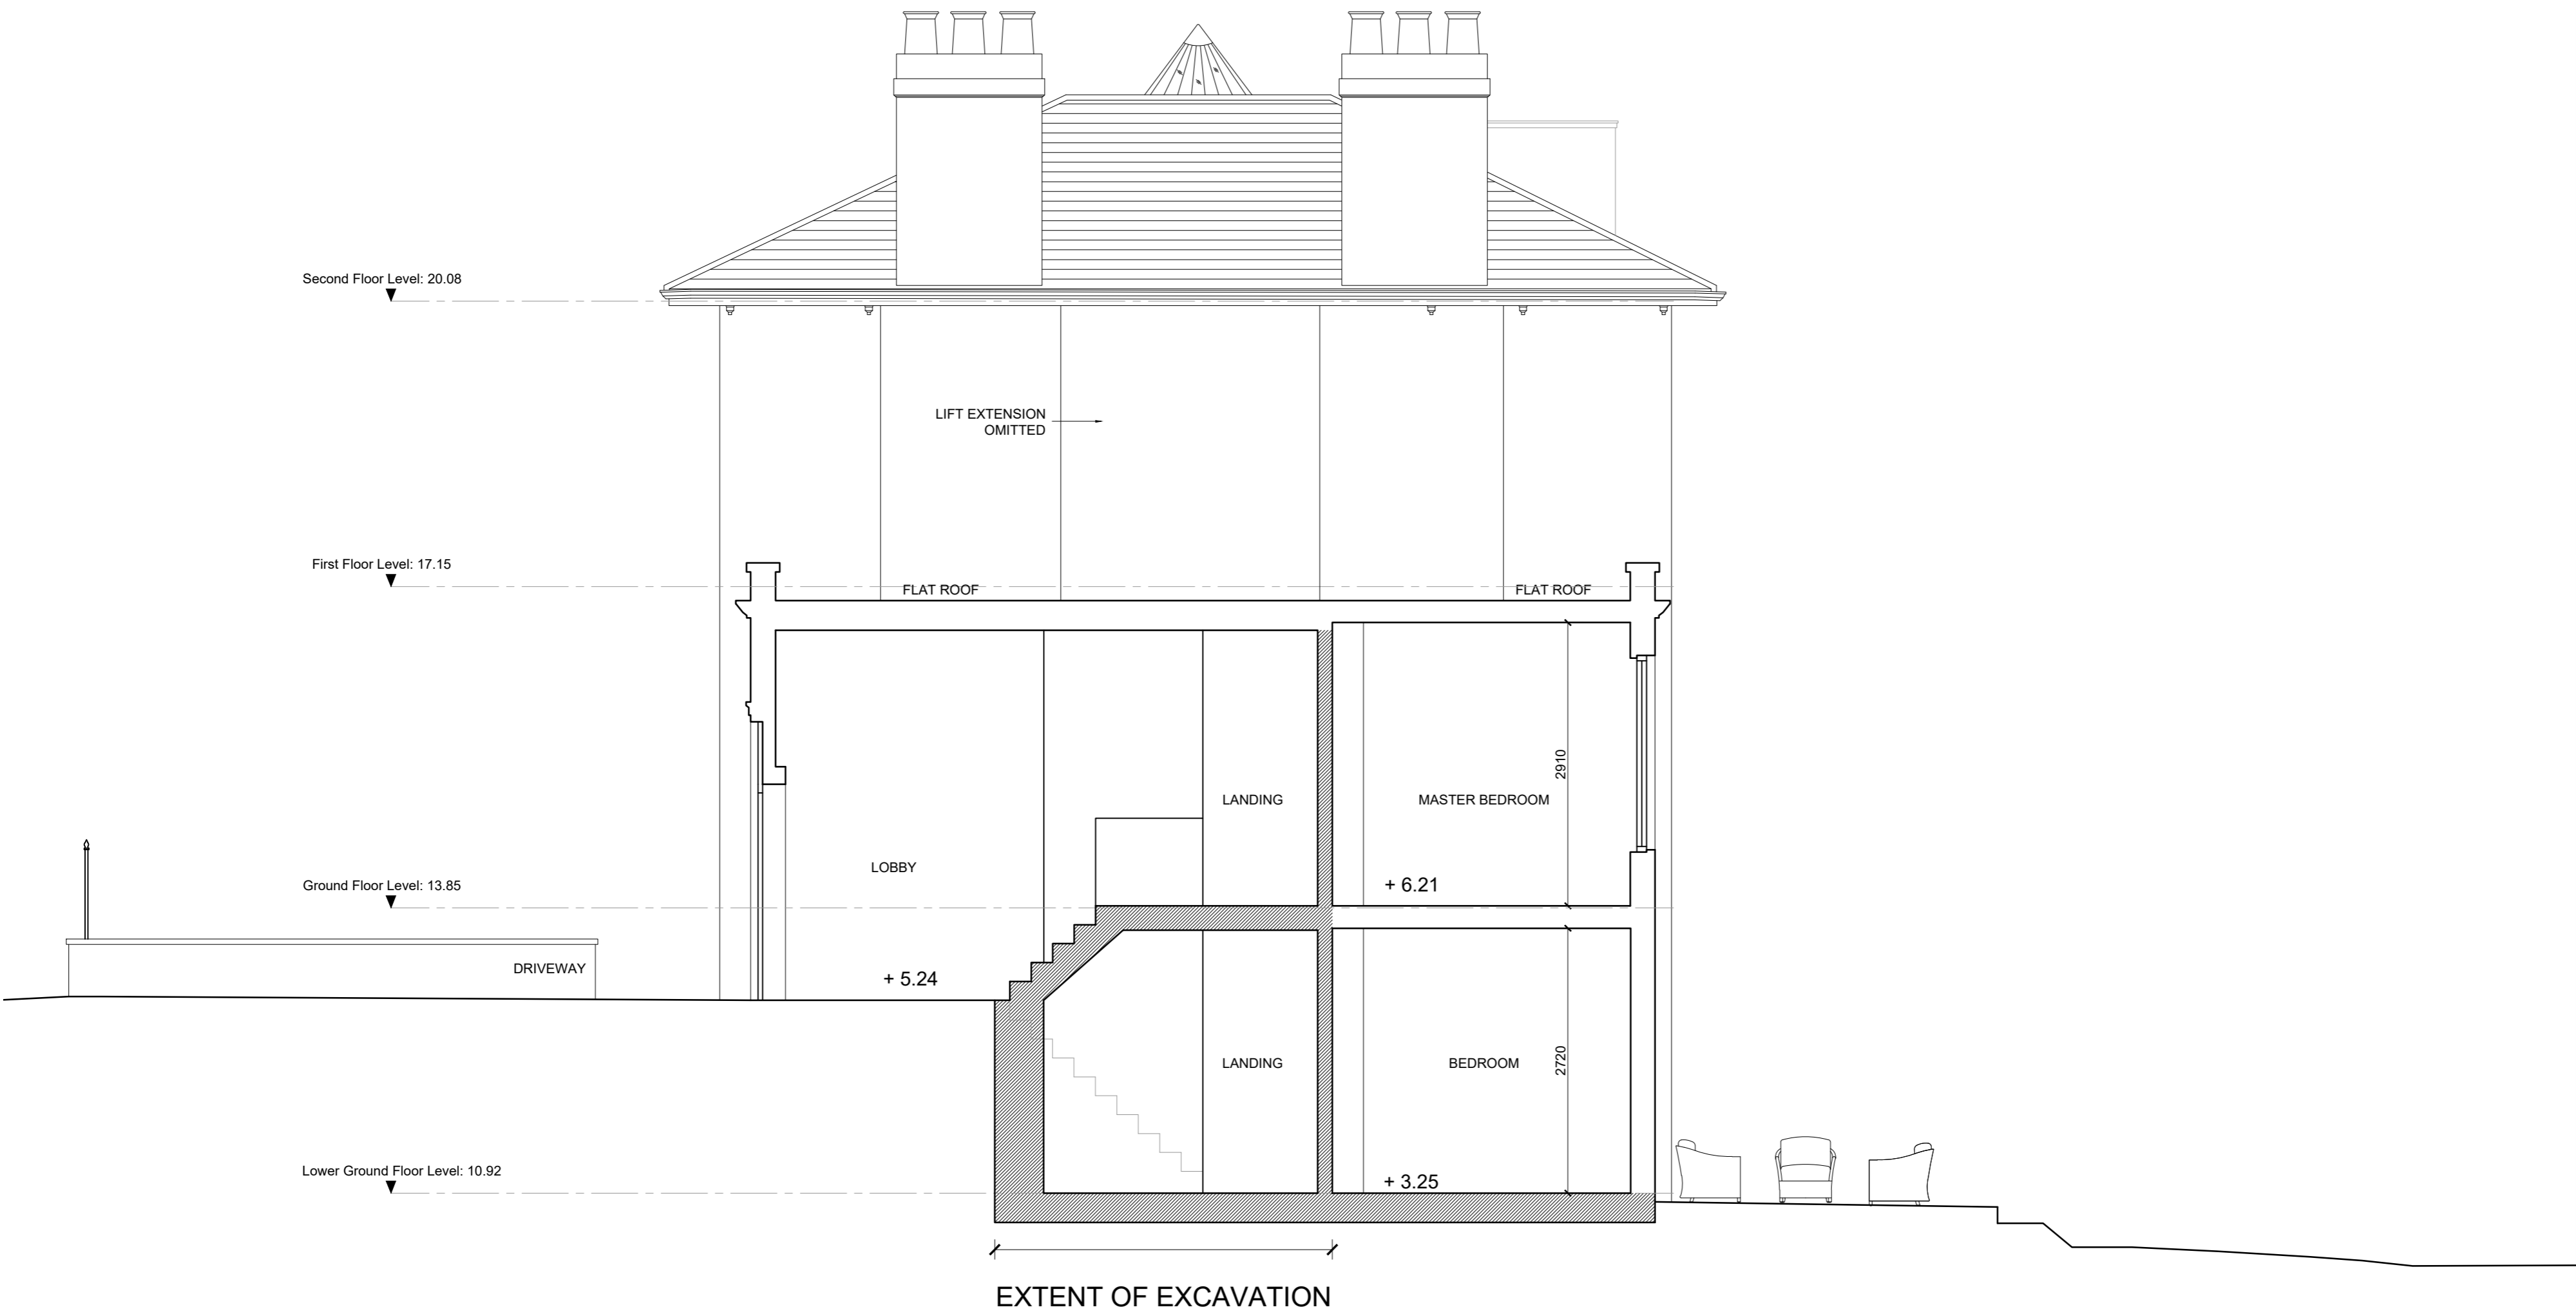 Second Floor Level: 20.08
LIFT EXTENSION
OMITTED
First Floor Level: 17.15
FLAT ROOF
FLAT ROOF
2910
LANDING
MASTER BEDROOM
LOBBY
Ground Floor Level: 13.85
+ 6.21
DRIVEWAY
+ 5.24
2720
LANDING
BEDROOM
Lower Ground Floor Level: 10.92
+ 3.25
EXTENT OF EXCAVATION